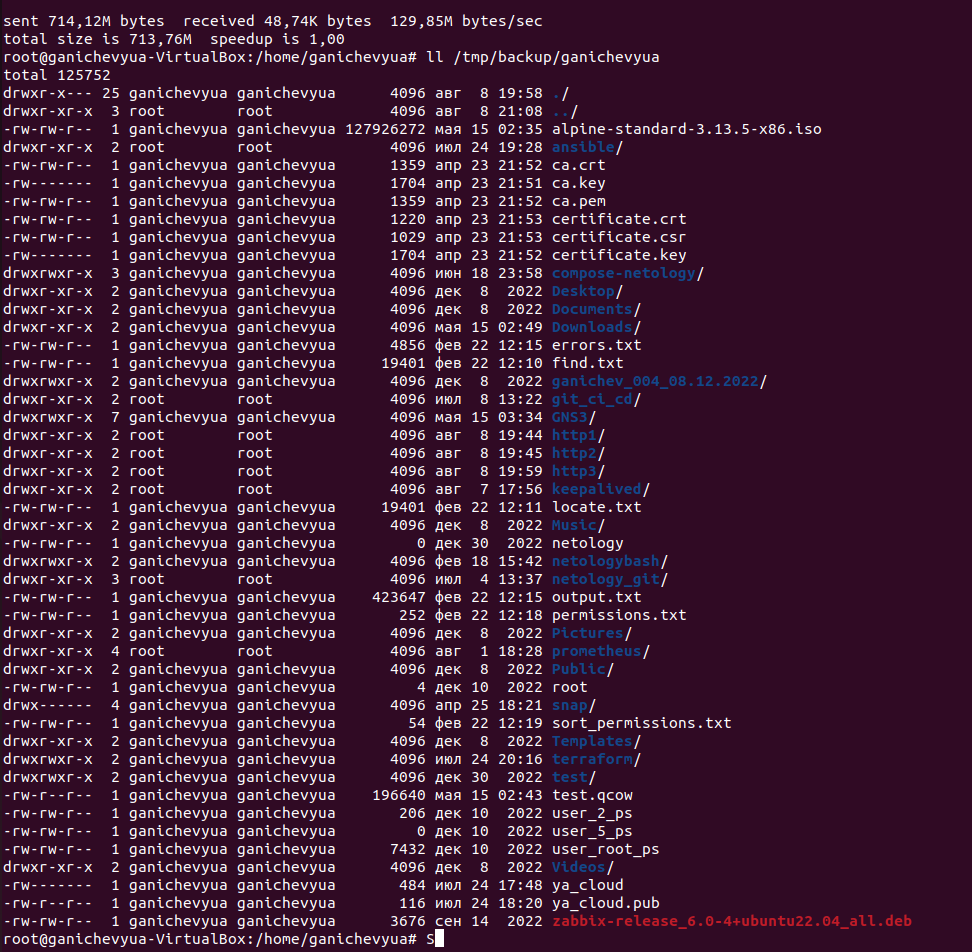 sent 714,12M bytes  received 48,74K bytes  129,85M bytes/sec
total size is 713,76M  speedup is 1,00
root@ganichevyua-VirtualBox:/home/ganichevyua# ll /tmp/backup/ganichevyua
total 125752
drwxr-x--- 25 ganichevyua ganichevyua      4096 авг  8 19:58 ./
drwxr-xr-x  3 root        root             4096 авг  8 21:08 ../
-rw-rw-r--  1 ganichevyua ganichevyua 127926272 мая 15 02:35 alpine-standard-3.13.5-x86.iso
drwxr-xr-x  2 root        root             4096 июл 24 19:28 ansible/
-rw-rw-r--  1 ganichevyua ganichevyua      1359 апр 23 21:52 ca.crt
-rw-------  1 ganichevyua ganichevyua      1704 апр 23 21:51 ca.key
-rw-rw-r--  1 ganichevyua ganichevyua      1359 апр 23 21:52 ca.pem
-rw-rw-r--  1 ganichevyua ganichevyua      1220 апр 23 21:53 certificate.crt
-rw-rw-r--  1 ganichevyua ganichevyua      1029 апр 23 21:53 certificate.csr
-rw-------  1 ganichevyua ganichevyua      1704 апр 23 21:52 certificate.key
drwxrwxr-x  3 ganichevyua ganichevyua      4096 июн 18 23:58 compose-netology/
drwxr-xr-x  2 ganichevyua ganichevyua      4096 дек  8  2022 Desktop/
drwxr-xr-x  2 ganichevyua ganichevyua      4096 дек  8  2022 Documents/
drwxr-xr-x  2 ganichevyua ganichevyua      4096 мая 15 02:49 Downloads/
-rw-rw-r--  1 ganichevyua ganichevyua      4856 фев 22 12:15 errors.txt
-rw-rw-r--  1 ganichevyua ganichevyua     19401 фев 22 12:10 find.txt
drwxrwxr-x  2 ganichevyua ganichevyua      4096 дек  8  2022 ganichev_004_08.12.2022/
drwxr-xr-x  2 root        root             4096 июл  8 13:22 git_ci_cd/
drwxrwxr-x  7 ganichevyua ganichevyua      4096 мая 15 03:34 GNS3/
drwxr-xr-x  2 root        root             4096 авг  8 19:44 http1/
drwxr-xr-x  2 root        root             4096 авг  8 19:45 http2/
drwxr-xr-x  2 root        root             4096 авг  8 19:59 http3/
drwxr-xr-x  2 root        root             4096 авг  7 17:56 keepalived/
-rw-rw-r--  1 ganichevyua ganichevyua     19401 фев 22 12:11 locate.txt
drwxr-xr-x  2 ganichevyua ganichevyua      4096 дек  8  2022 Music/
-rw-rw-r--  1 ganichevyua ganichevyua         0 дек 30  2022 netology
drwxrwxr-x  2 ganichevyua ganichevyua      4096 фев 18 15:42 netologybash/
drwxr-xr-x  3 root        root             4096 июл  4 13:37 netology_git/
-rw-rw-r--  1 ganichevyua ganichevyua    423647 фев 22 12:15 output.txt
-rw-rw-r--  1 ganichevyua ganichevyua       252 фев 22 12:18 permissions.txt
drwxr-xr-x  2 ganichevyua ganichevyua      4096 дек  8  2022 Pictures/
drwxr-xr-x  4 root        root             4096 авг  1 18:28 prometheus/
drwxr-xr-x  2 ganichevyua ganichevyua      4096 дек  8  2022 Public/
-rw-rw-r--  1 ganichevyua ganichevyua         4 дек 10  2022 root
drwx------  4 ganichevyua ganichevyua      4096 апр 25 18:21 snap/
-rw-rw-r--  1 ganichevyua ganichevyua        54 фев 22 12:19 sort_permissions.txt
drwxr-xr-x  2 ganichevyua ganichevyua      4096 дек  8  2022 Templates/
drwxrwxr-x  2 ganichevyua ganichevyua      4096 июл 24 20:16 terraform/
drwxrwxr-x  2 ganichevyua ganichevyua      4096 дек 30  2022 test/
-rw-r--r--  1 ganichevyua ganichevyua    196640 мая 15 02:43 test.qcow
-rw-rw-r--  1 ganichevyua ganichevyua       206 дек 10  2022 user_2_ps
-rw-rw-r--  1 ganichevyua ganichevyua         0 дек 10  2022 user_5_ps
-rw-rw-r--  1 ganichevyua ganichevyua      7432 дек 10  2022 user_root_ps
drwxr-xr-x  2 ganichevyua ganichevyua      4096 дек  8  2022 Videos/
-rw-------  1 ganichevyua ganichevyua       484 июл 24 17:48 ya_cloud
-rw-r--r--  1 ganichevyua ganichevyua       116 июл 24 18:20 ya_cloud.pub
-rw-rw-r--  1 ganichevyua ganichevyua      3676 сен 14  2022 zabbix-release_6.0-4+ubuntu22.04_all.deb
root@ganichevyua-VirtualBox:/home/ganichevyua# S